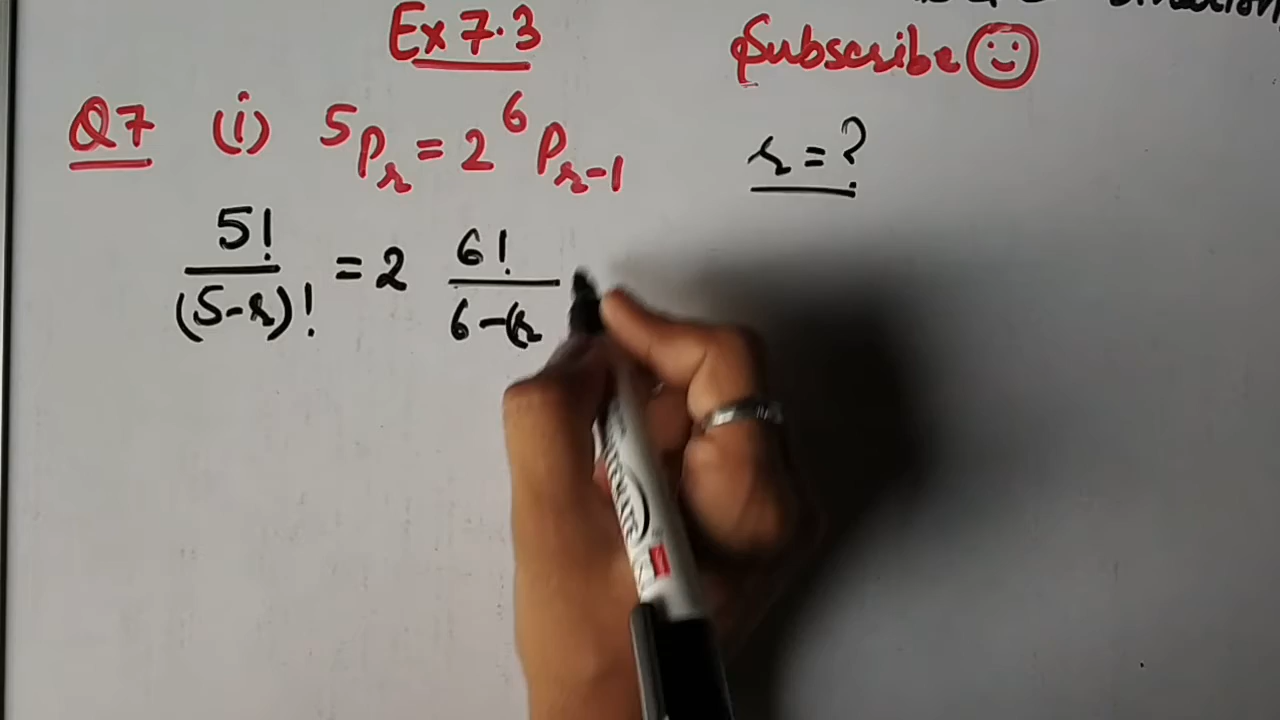 Ex 7.3
Subscribe
Q7 (i) ⁵Pᵣ = 2 ⁶Pᵣ₋₁
r = ?
5! / (5-r)! = 2 6! / 6-(r